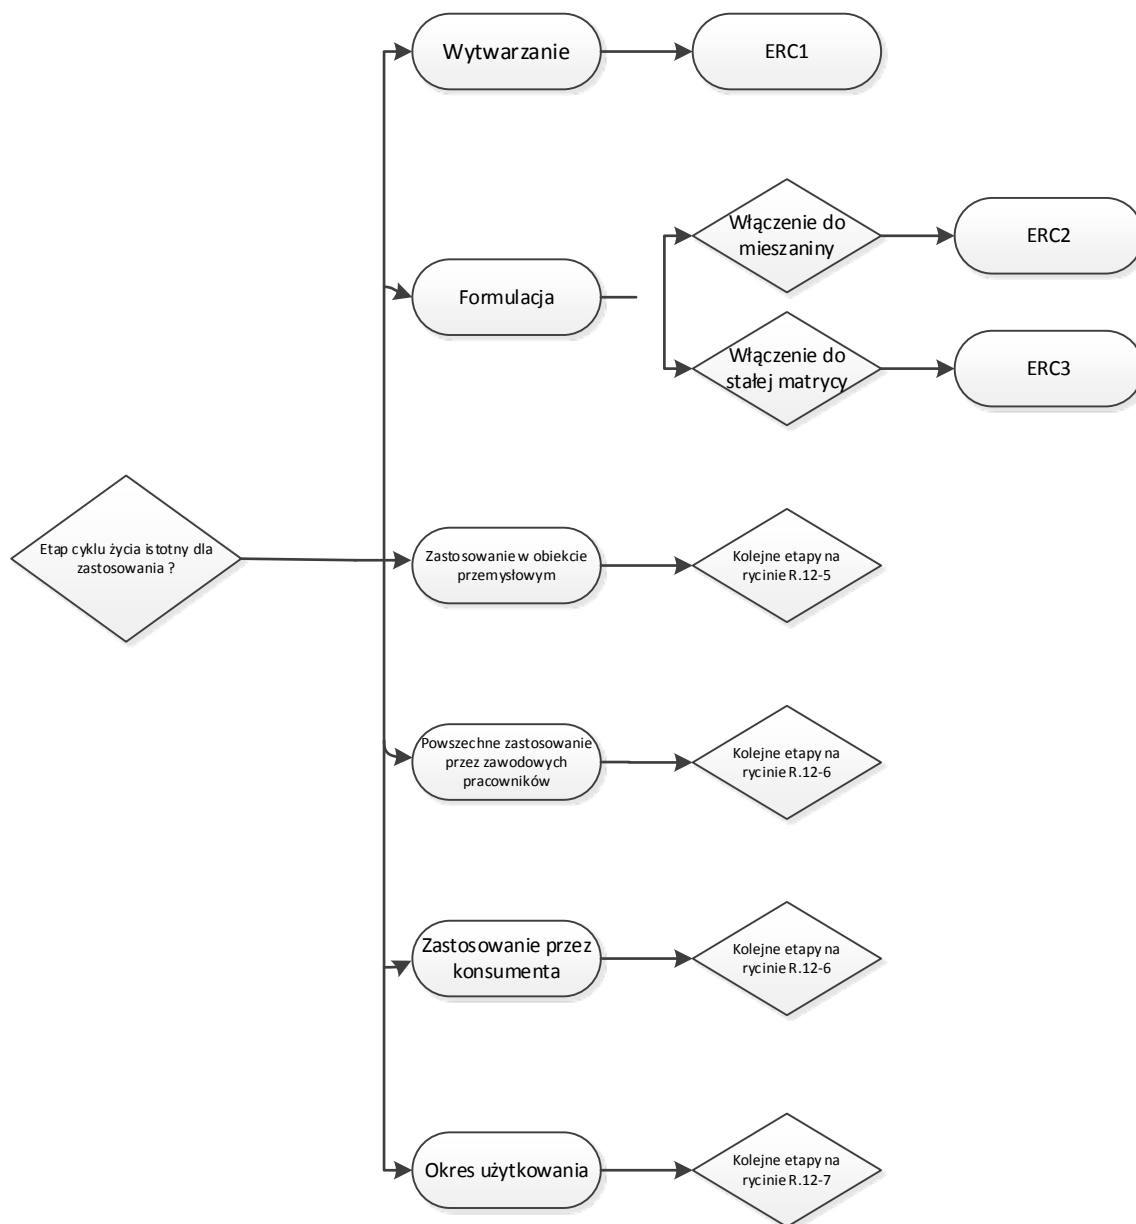 Wytwarzanie
ERC1
Włączenie do
mieszaniny
ERC2
Formulacja
Włączenie do
stałej matrycy
ERC3
Etap cyklu życia istotny dla
zastosowania ?
Zastosowanie w obiekcie
przemysłowym
Kolejne etapy na
rycinie R.12-5
Powszechne zastosowanie
przez zawodowych
pracowników
Kolejne etapy na
rycinie R.12-6
Zastosowanie przez
konsumenta
Kolejne etapy na
rycinie R.12-6
Okres użytkowania
Kolejne etapy na
rycinie R.12-7